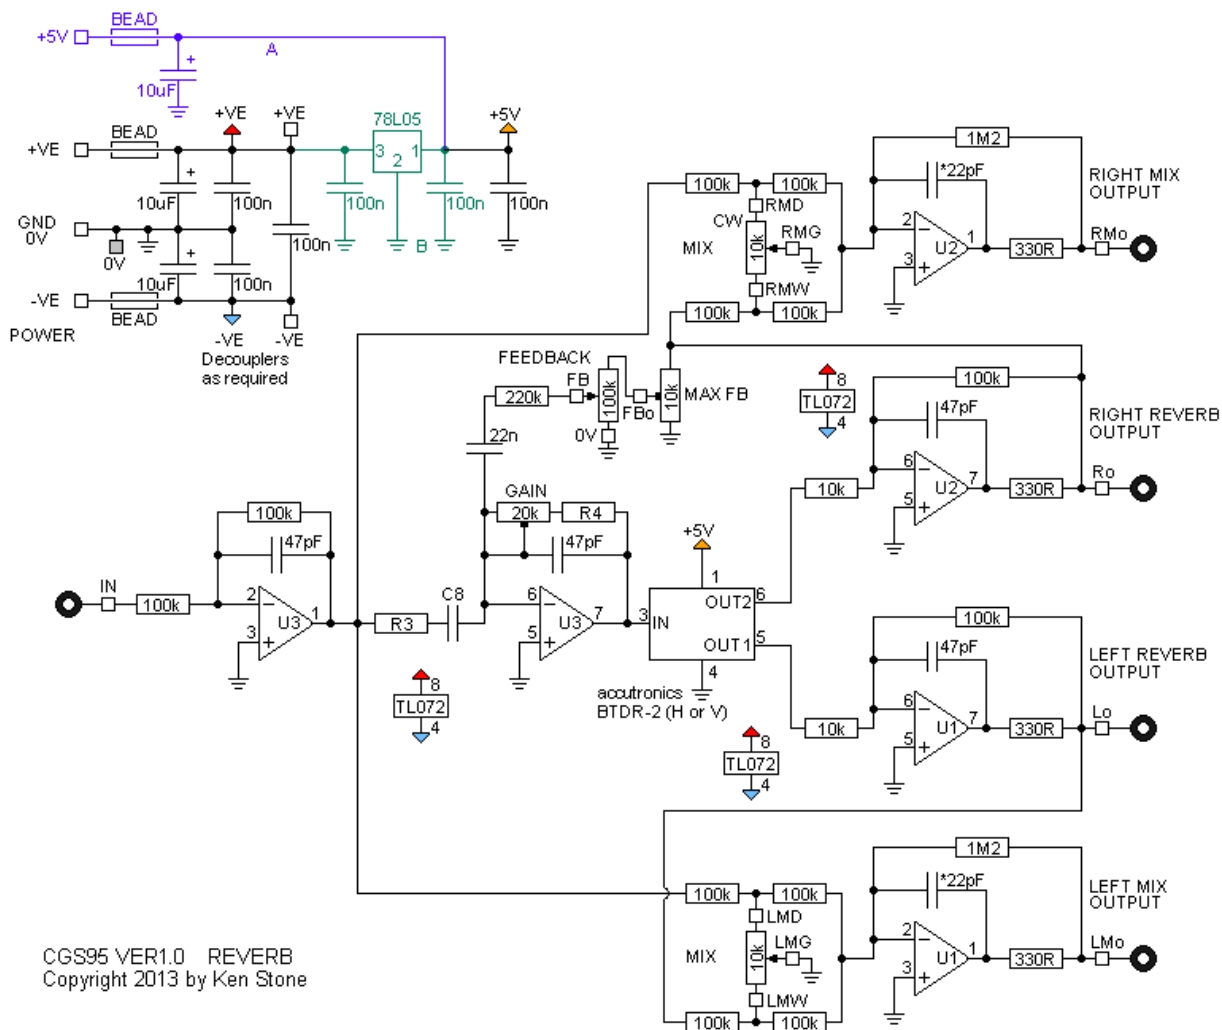 BEAD
+5V
A
+
10uF
+VE
+VE
78L05
+5V
BEAD
+VE
3
1
2
+
10uF
100n
100n
100n
100n
GND
0V
100n
B
0V
+
10uF
100n
-VE
BEAD
POWER
-VE
-VE
Decouplers
as required
1M2
100k
100k
*22pF
RIGHT MIX
OUTPUT
RMD
CW
RMG
MIX
10k
2
U2
1
330R
RMo
3
RMW
100k
100k
FEEDBACK
FB
220k
100k
FBo
10k
MAX FB
8
TL072
4
100k
47pF
RIGHT REVERB
OUTPUT
22n
0V
6
U2
7
Ro
10k
330R
5
GAIN
20k
R4
100k
47pF
47pF
+5V
IN
100k
2
U3
1
3
C8
R3
6
U3
7
5
1
3
IN
OUT2
6
OUT1
5
4
100k
47pF
LEFT REVERB
OUTPUT
8
TL072
4
accutronics
BTDR-2 (H or V)
6
U1
7
Lo
10k
330R
5
8
TL072
4
1M2
100k
100k
*22pF
LEFT MIX
OUTPUT
LMD
LMG
MIX
10k
2
U1
1
330R
LMo
3
LMW
100k
100k
CGS95 VER1.0 REVERB
Copyright 2013 by Ken Stone